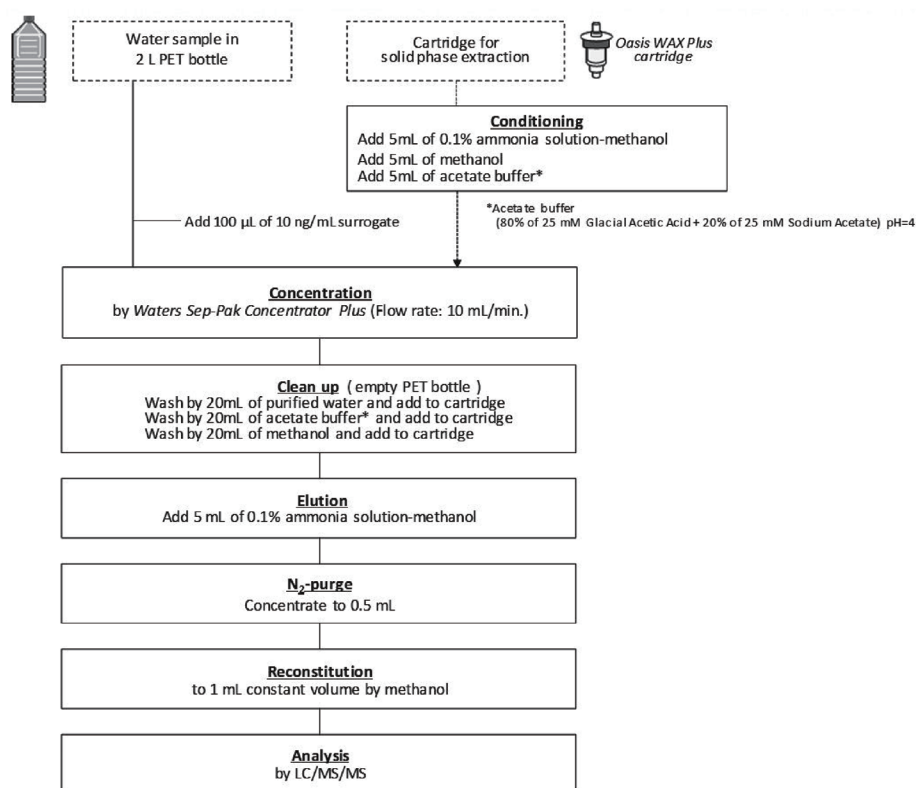 Water sample in
2 L PET bottle
Cartridge for
solid phase extraction
Oasis WAX Plus
cartridge
Conditioning
Add 5mL of 0.1% ammonia solution-methanol
Add 5mL of methanol
Add 5mL of acetate buffer*
*Acetate buffer
(80% of 25 mM Glacial Acetic Acid + 20% of 25 mM Sodium Acetate) pH=4
Add 100 µL of 10 ng/mL surrogate
Concentration
by Waters Sep-Pak Concentrator Plus (Flow rate: 10 mL/min.)
Clean up ( empty PET bottle )
Wash by 20mL of purified water and add to cartridge
Wash by 20mL of acetate buffer* and add to cartridge
Wash by 20mL of methanol and add to cartridge
Elution
Add 5 mL of 0.1% ammonia solution-methanol
N₂-purge
Concentrate to 0.5 mL
Reconstitution
to 1 mL constant volume by methanol
Analysis
by LC/MS/MS